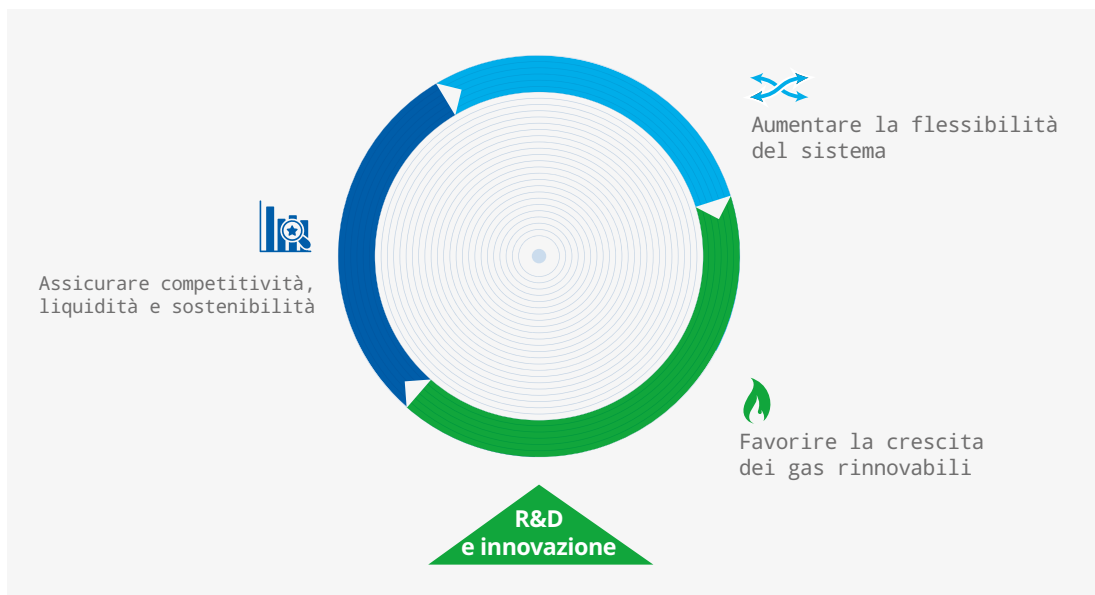 Aumentare la flessibilità
del sistema
Assicurare competitività,
liquidità e sostenibilità
Favorire la crescita
dei gas rinnovabili
R&D
e innovazione